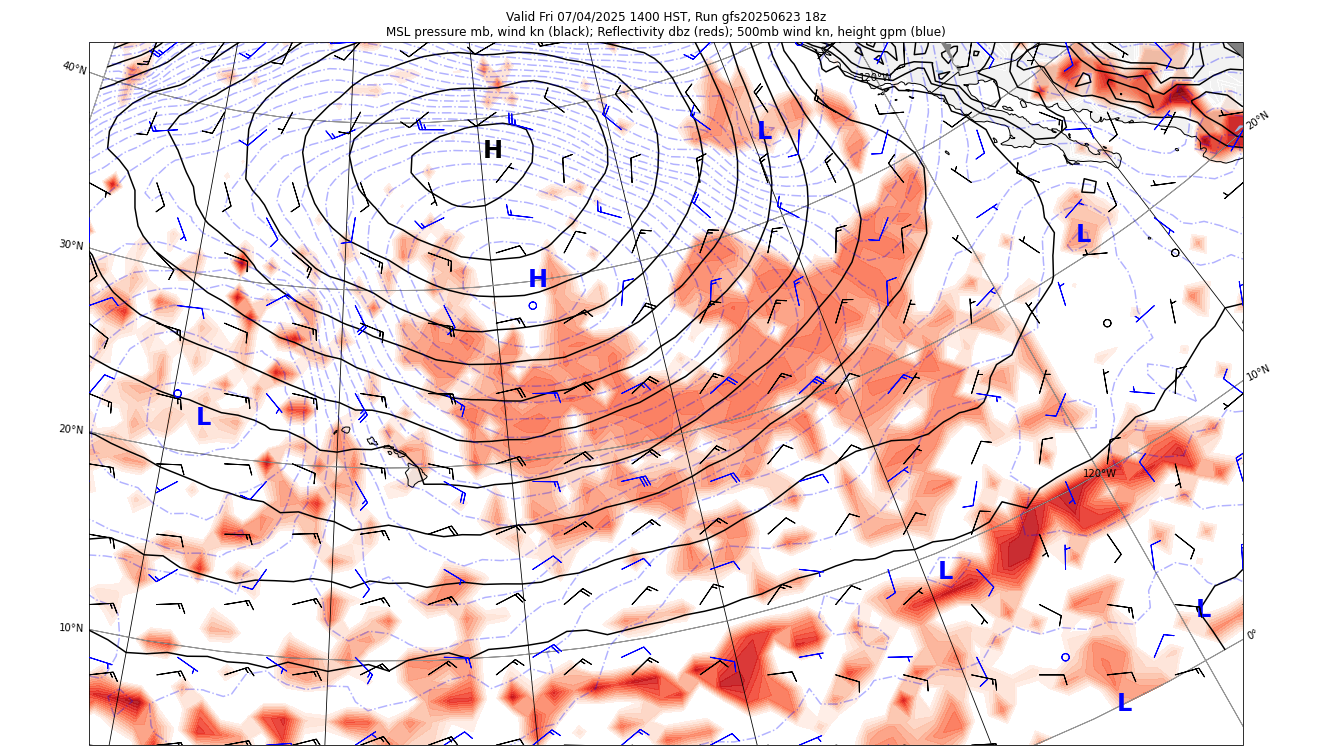 Valid Fri 07/04/2025 1400 HST, Run gfs20250623 18z
MSL pressure mb, wind kn (black); Reflectivity dbz (reds); 500mb wind kn, height gpm (blue)
40°N
120°W
20°N
L
H
30°N
L
H
10°N
L
20°N
120°W
L
L
10°N
0°
L